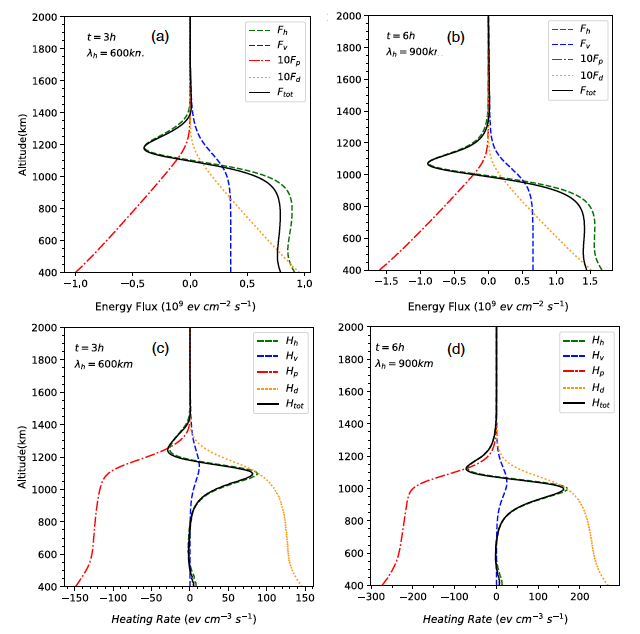 (a)
t = 3h
λh = 600km
Fh
Fv
10Fp
10Fd
Ftot
2000
1800
1600
1400
1200
1000
800
600
400
Altitude(km)
−1.0
−0.5
0.0
0.5
1.0
Energy Flux (10⁹ ev cm⁻² s⁻¹)
(b)
t = 6h
λh = 900km
Fh
Fv
10Fp
10Fd
Ftot
2000
1800
1600
1400
1200
1000
800
600
400
−1.5
−1.0
−0.5
0.0
0.5
1.0
1.5
Energy Flux (10⁹ ev cm⁻² s⁻¹)
(c)
t = 3h
λh = 600km
Hh
Hv
Hp
Hd
Htot
2000
1800
1600
1400
1200
1000
800
600
400
Altitude(km)
−150
−100
−50
0
50
100
150
Heating Rate (ev cm⁻³ s⁻¹)
(d)
t = 6h
λh = 900km
Hh
Hv
Hp
Hd
Htot
2000
1800
1600
1400
1200
1000
800
600
400
−300
−200
−100
0
100
200
Heating Rate (ev cm⁻³ s⁻¹)